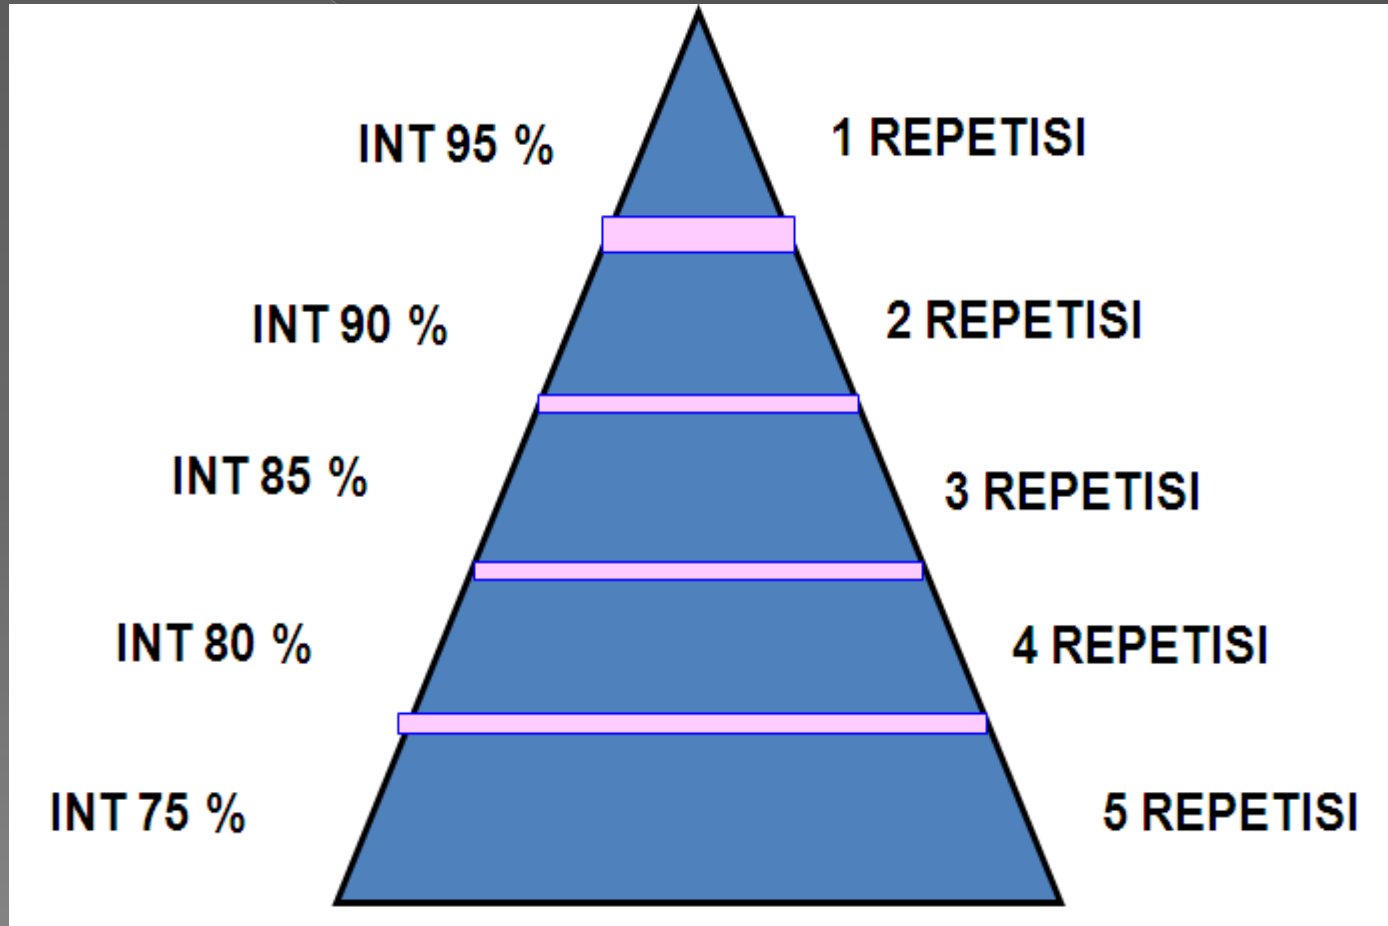 INT 95 %
1 REPETISI
INT 90 %
2 REPETISI
INT 85 %
3 REPETISI
INT 80 %
4 REPETISI
INT 75 %
5 REPETISI